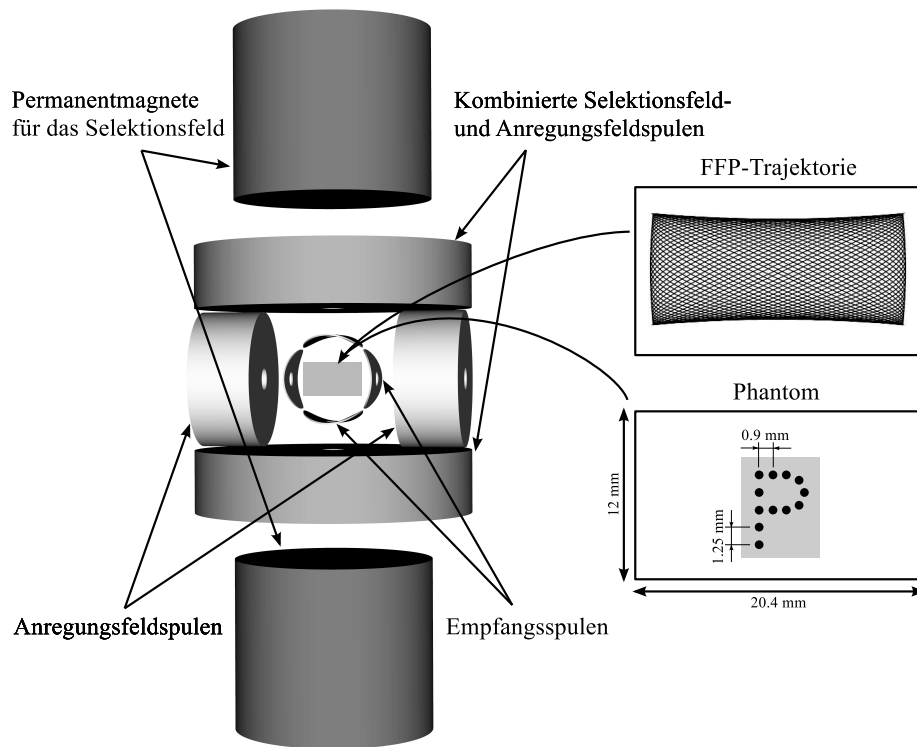 Permanentmagnete
für das Selektionsfeld
Kombinierte Selektionsfeld-
und Anregungsfeldspulen
FFP-Trajektorie
Phantom
0.9 mm
12 mm
1.25 mm
20.4 mm
Anregungsfeldspulen
Empfangsspulen